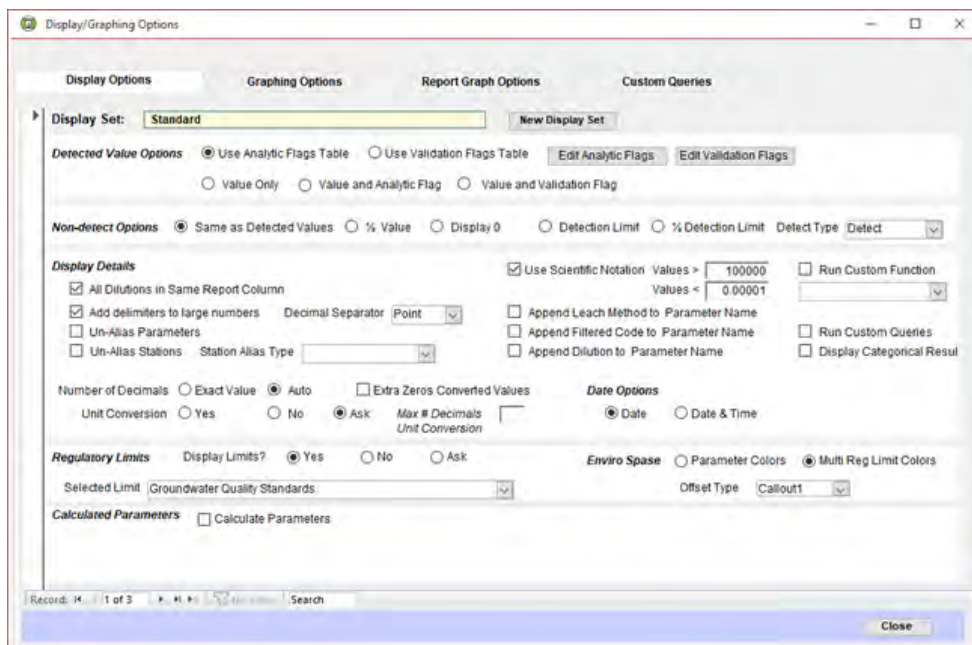 Display/Graphing Options
Display Options Graphing Options Report Graph Options Custom Queries
Display Set: Standard New Display Set
Detected Value Options Use Analytic Flags Table Use Validation Flags Table Edit Analytic Flags Edit Validation Flags
Value Only Value and Analytic Flag Value and Validation Flag
Non-detect Options Same as Detected Values ½ Value Display 0 Detection Limit ½ Detection Limit Detect Type Detect
Display Details Use Scientific Notation Values > 100000 Run Custom Function
All Dilutions in Same Report Column Values < 0.00001
Add delimiters to large numbers Decimal Separator Point Append Leach Method to Parameter Name
Un-Alias Parameters Append Filtered Code to Parameter Name Run Custom Queries
Un-Alias Stations Station Alias Type Append Dilution to Parameter Name Display Categorical Resul
Number of Decimals Exact Value Auto Extra Zeros Converted Values Date Options
Unit Conversion Yes No Ask Max # Decimals Date Date & Time
Unit Conversion
Regulatory Limits Display Limits? Yes No Ask Enviro Spase Parameter Colors Multi Reg Limit Colors
Selected Limit Groundwater Quality Standards Offset Type Callout1
Calculated Parameters Calculate Parameters
Record: 1 of 3 Search
Close